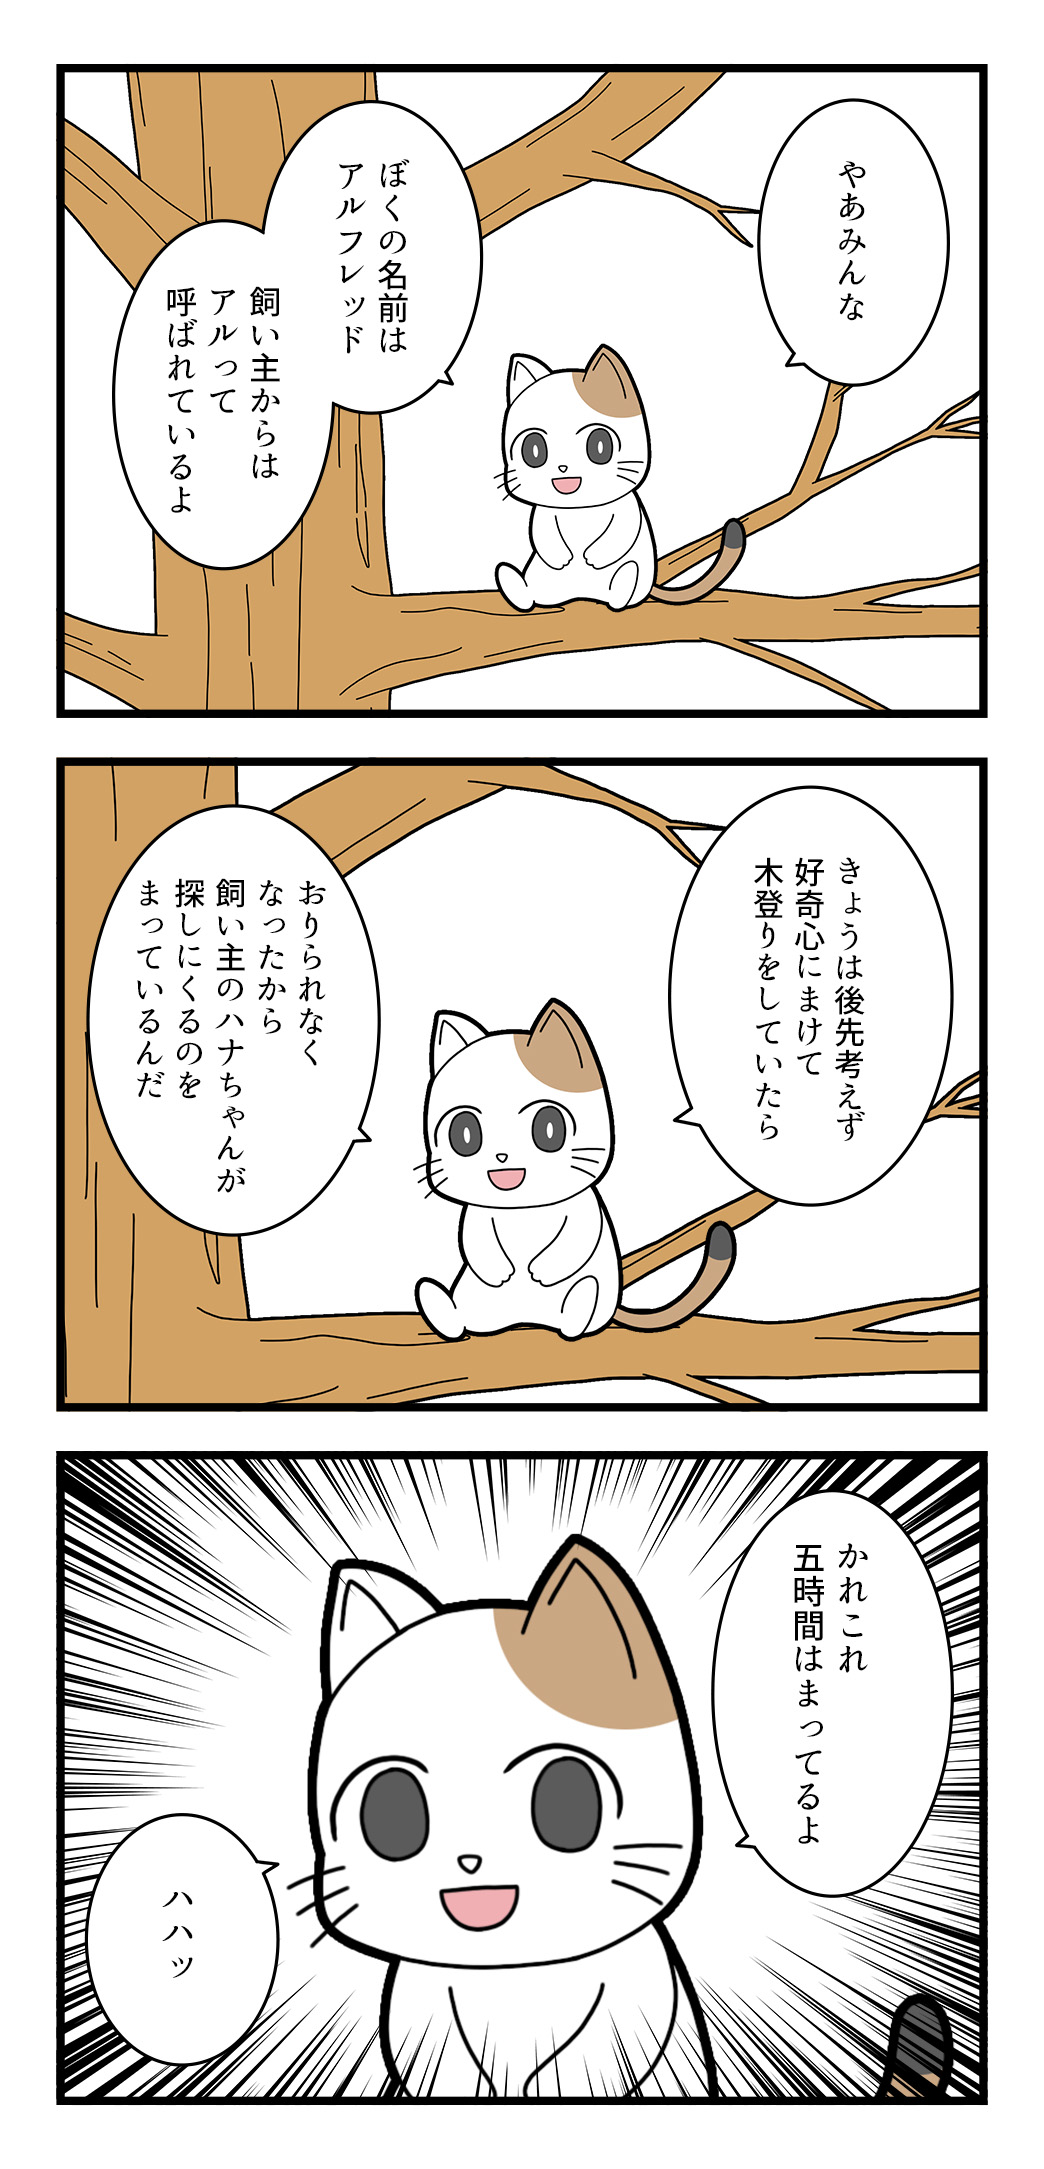 やあみんな
ぼくの名前は
アルフレッド
飼い主からは
アルって
呼ばれているよ
きょうは後先考えず
好奇心にまけて
木登りをしていたら
おりられなく
なったから
飼い主のハナちゃんが
探しにくるのを
まっているんだ
かれこれ
五時間はまってるよ
ハハッ